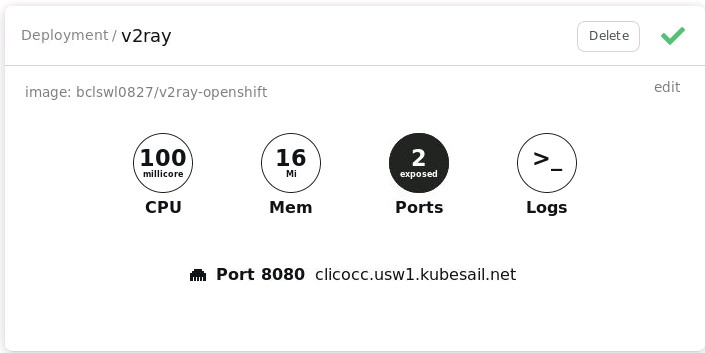 Deployment / v2ray
Delete
image: bclswl0827/v2ray-openshift
edit
100
millicore
CPU
16
Mi
Mem
2
exposed
Ports
>_
Logs
Port 8080 clicocc.usw1.kubesail.net